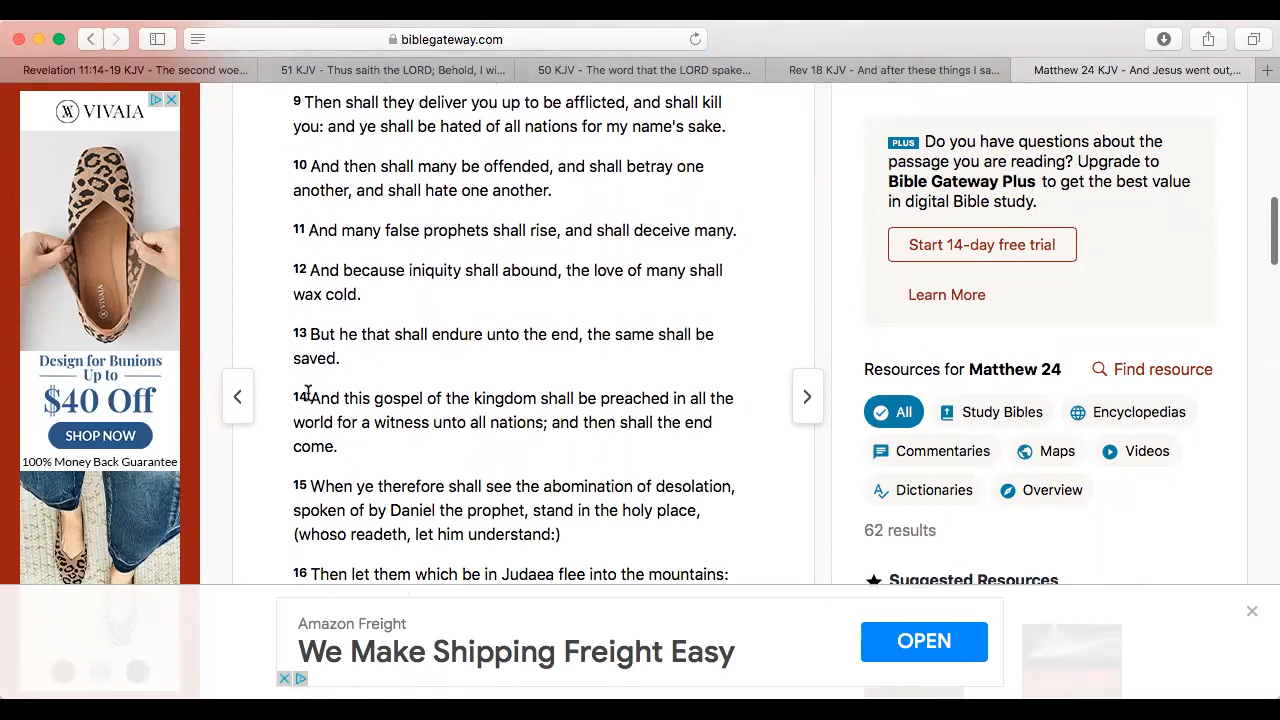 biblegateway.com
Revelation 11:14-19 KJV - The second woe...
51 KJV - Thus saith the LORD; Behold, I wi...
50 KJV - The word that the LORD spake...
Rev 18 KJV - And after these things I sa...
Matthew 24 KJV - And Jesus went out,...
VIVAIA
VIVAIA
Design for Bunions
Up to
$40 Off
SHOP NOW
100% Money Back Guarantee
9 Then shall they deliver you up to be afflicted, and shall kill
you: and ye shall be hated of all nations for my name's sake.
10 And then shall many be offended, and shall betray one
another, and shall hate one another.
11 And many false prophets shall rise, and shall deceive many.
12 And because iniquity shall abound, the love of many shall
wax cold.
13 But he that shall endure unto the end, the same shall be
saved.
14 And this gospel of the kingdom shall be preached in all the
world for a witness unto all nations; and then shall the end
come.
15 When ye therefore shall see the abomination of desolation,
spoken of by Daniel the prophet, stand in the holy place,
(whoso readeth, let him understand:)
16 Then let them which be in Judaea flee into the mountains:
PLUS Do you have questions about the
passage you are reading? Upgrade to
Bible Gateway Plus to get the best value
in digital Bible study.
Start 14-day free trial
Learn More
Resources for Matthew 24
Find resource
All
Study Bibles
Encyclopedias
Commentaries
Maps
Videos
Dictionaries
Overview
62 results
Suggested Resources
Amazon Freight
We Make Shipping Freight Easy
OPEN